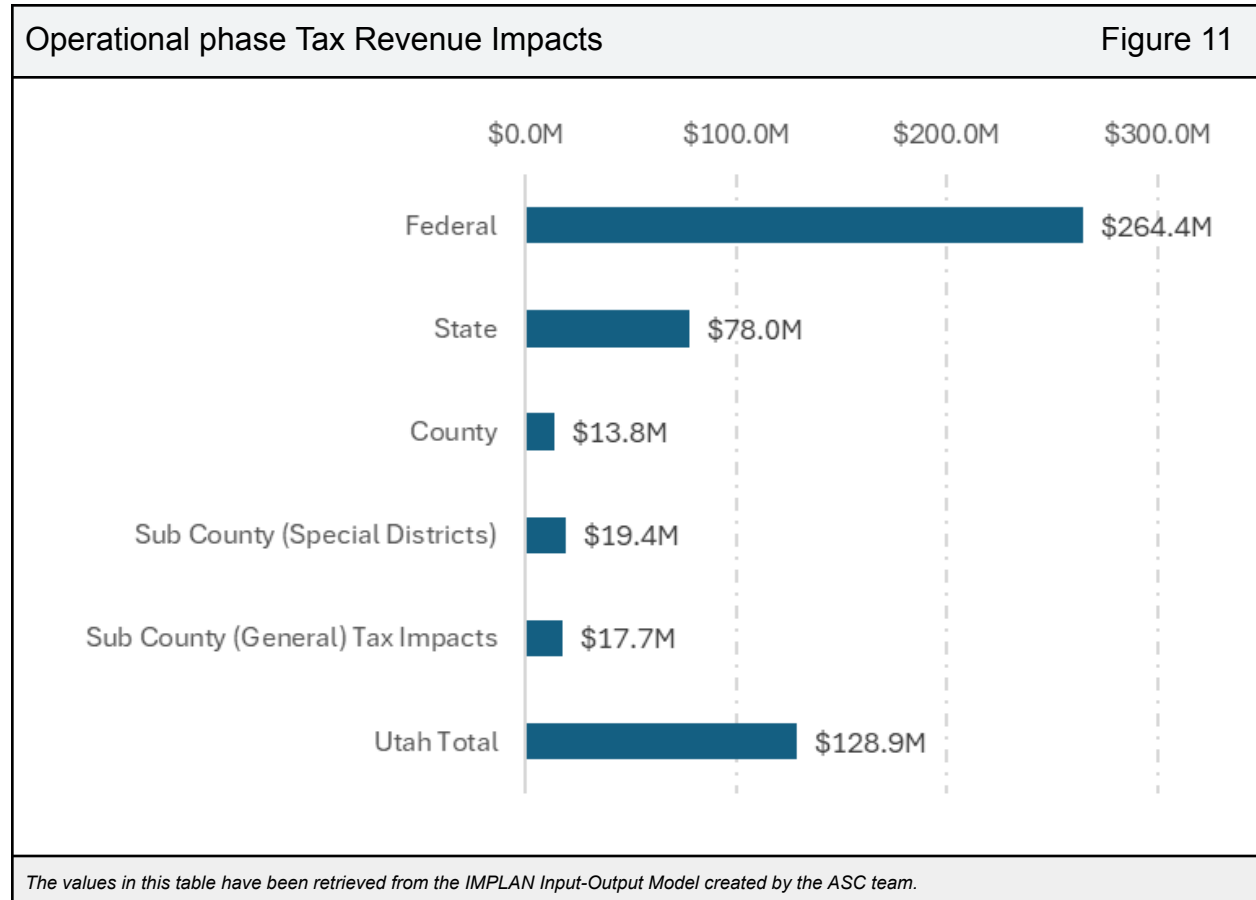 Operational phase Tax Revenue Impacts Figure 11
$0.0M $100.0M $200.0M $300.0M
Federal $264.4M
State $78.0M
County $13.8M
Sub County (Special Districts) $19.4M
Sub County (General) Tax Impacts $17.7M
Utah Total $128.9M
The values in this table have been retrieved from the IMPLAN Input-Output Model created by the ASC team.